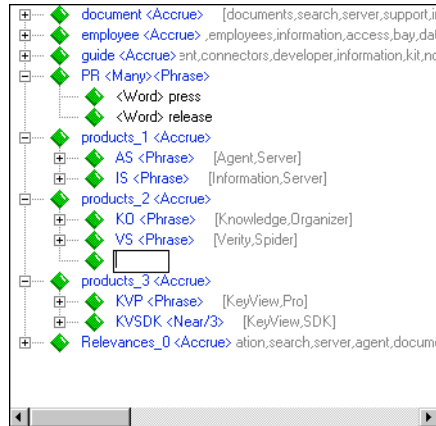 document <Accrue> [documents,search,server,support,i
employee <Accrue> ,employees,information,access,bay,dat
guide <Accrue> ent,connectors,developer,information,kit,no
PR <Many><Phrase>
<Word> press
<Word> release
products_1 <Accrue>
AS <Phrase> [Agent,Server]
IS <Phrase> [Information,Server]
products_2 <Accrue>
KO <Phrase> [Knowledge,Organizer]
VS <Phrase> [Verity,Spider]
products_3 <Accrue>
KVP <Phrase> [KeyView,Pro]
KVSDK <Near/3> [KeyView,SDK]
Relevances_0 <Accrue> ation,search,server,agent,docume